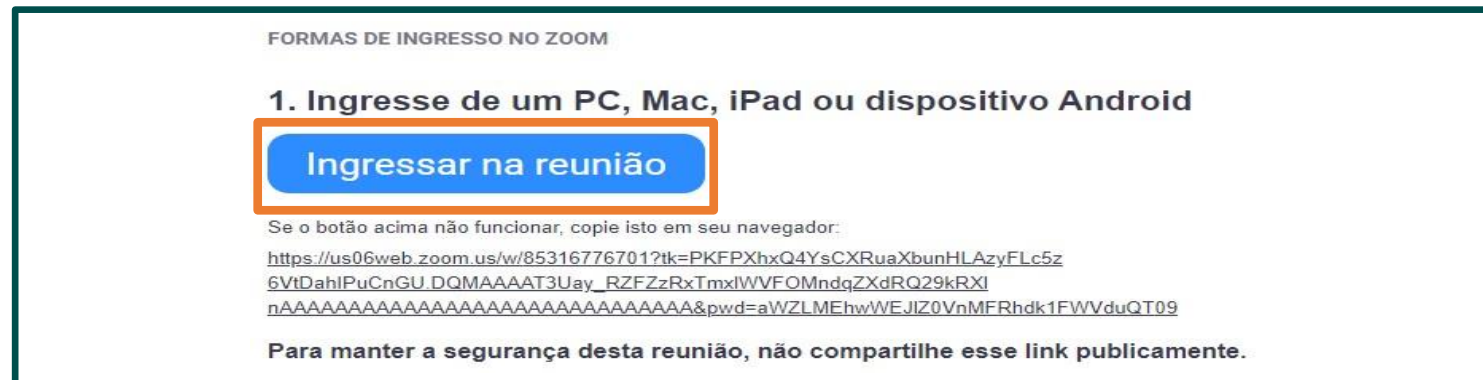 FORMAS DE INGRESSO NO ZOOM
1. Ingresse de um PC, Mac, iPad ou dispositivo Android
Ingressar na reunião
Se o botão acima não funcionar, copie isto em seu navegador:
https://us06web.zoom.us/w/85316776701?tk=PKFPXhxQ4YsCXRuaXbunHLAzyFLc5z
6VtDahIPuCnGU.DQMAAAAT3Uay_RZFZzRxTmxlWVFOMndqZXdRQ29kRXl
nAAAAAAAAAAAAAAAAAAAAAAAAAAAAAA&pwd=aWZLMEhwWEJlZ0VnMFRhdk1FWVduQT09
Para manter a segurança desta reunião, não compartilhe esse link publicamente.